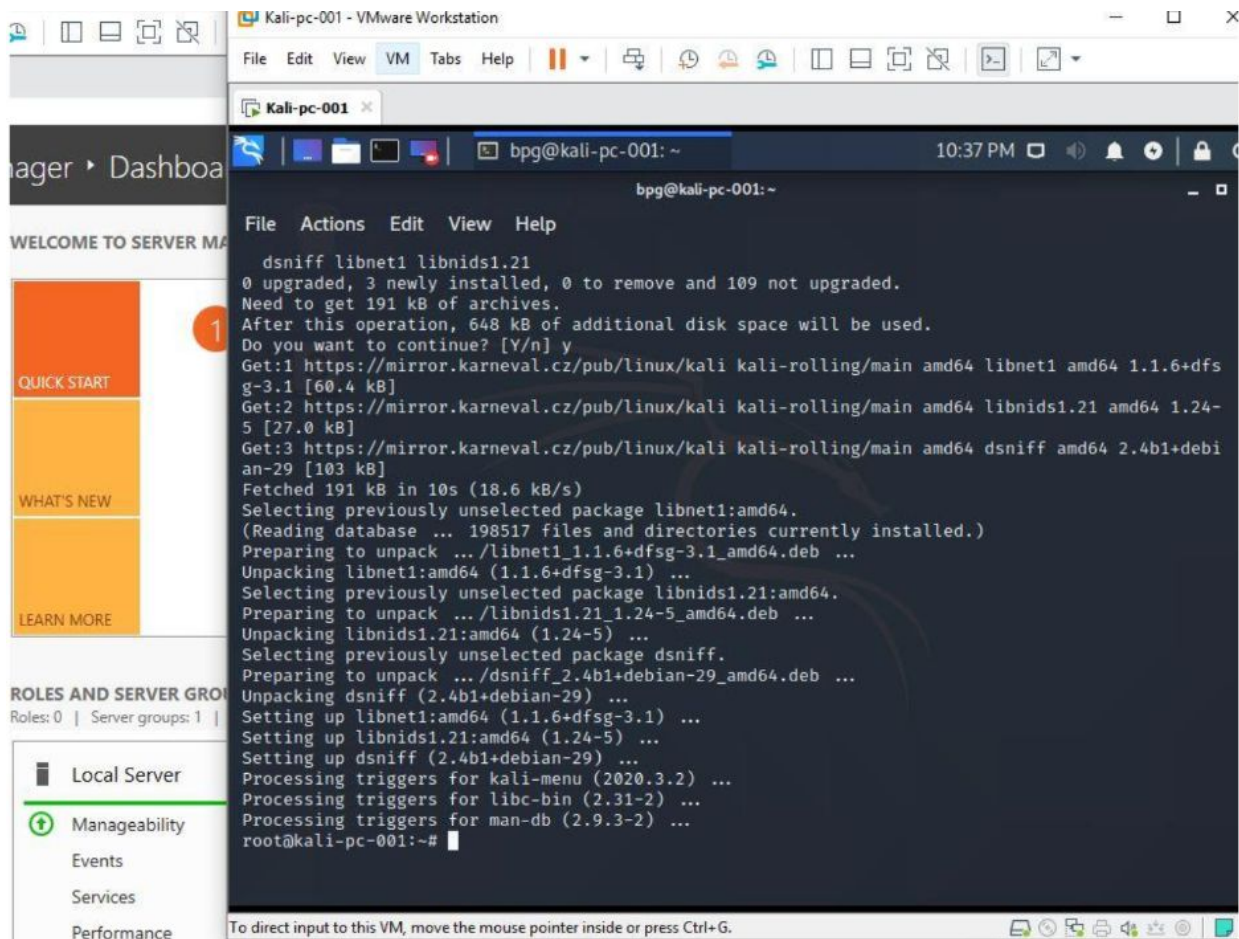 Kali-pc-001 - VMware Workstation
File Edit View VM Tabs Help
Kali-pc-001
bpg@kali-pc-001: ~
10:37 PM
bpg@kali-pc-001:~
File Actions Edit View Help
dsniff libnet1 libnids1.21
0 upgraded, 3 newly installed, 0 to remove and 109 not upgraded.
Need to get 191 kB of archives.
After this operation, 648 kB of additional disk space will be used.
Do you want to continue? [Y/n] y
Get:1 https://mirror.karneval.cz/pub/linux/kali kali-rolling/main amd64 libnet1 amd64 1.1.6+dfs
g-3.1 [60.4 kB]
Get:2 https://mirror.karneval.cz/pub/linux/kali kali-rolling/main amd64 libnids1.21 amd64 1.24-
5 [27.0 kB]
Get:3 https://mirror.karneval.cz/pub/linux/kali kali-rolling/main amd64 dsniff amd64 2.4b1+debi
an-29 [103 kB]
Fetched 191 kB in 10s (18.6 kB/s)
Selecting previously unselected package libnet1:amd64.
(Reading database ... 198517 files and directories currently installed.)
Preparing to unpack .../libnet1_1.1.6+dfsg-3.1_amd64.deb ...
Unpacking libnet1:amd64 (1.1.6+dfsg-3.1) ...
Selecting previously unselected package libnids1.21:amd64.
Preparing to unpack .../libnids1.21_1.24-5_amd64.deb ...
Unpacking libnids1.21:amd64 (1.24-5) ...
Selecting previously unselected package dsniff.
Preparing to unpack .../dsniff_2.4b1+debian-29_amd64.deb ...
Unpacking dsniff (2.4b1+debian-29) ...
Setting up libnet1:amd64 (1.1.6+dfsg-3.1) ...
Setting up libnids1.21:amd64 (1.24-5) ...
Setting up dsniff (2.4b1+debian-29) ...
Processing triggers for kali-menu (2020.3.2) ...
Processing triggers for libc-bin (2.31-2) ...
Processing triggers for man-db (2.9.3-2) ...
root@kali-pc-001:~#
To direct input to this VM, move the mouse pointer inside or press Ctrl+G.
nager ‣ Dashboa
WELCOME TO SERVER MA
1
QUICK START
WHAT'S NEW
LEARN MORE
ROLES AND SERVER GROU
Roles: 0 | Server groups: 1 |
Local Server
Manageability
Events
Services
Performance